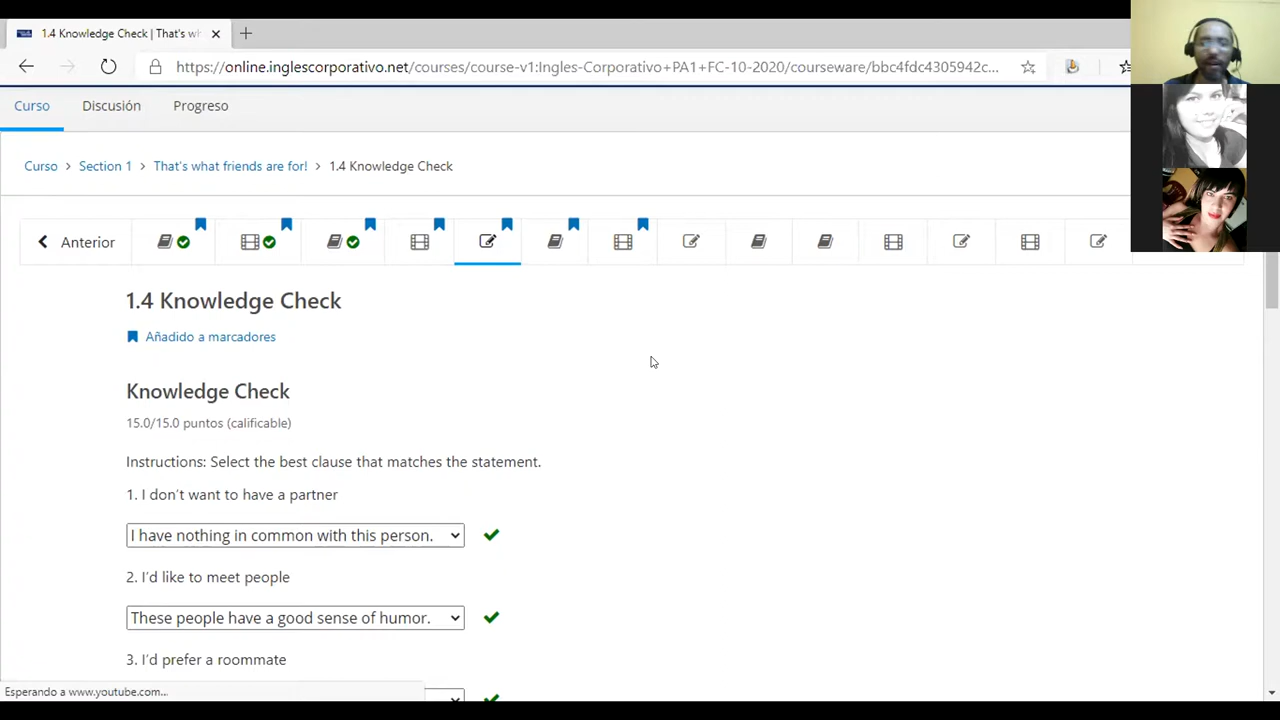 1.4 Knowledge Check | That's wh
https://online.inglescorporativo.net/courses/course-v1:Ingles-Corporativo+PA1+FC-10-2020/courseware/bbc4fdc4305942c...
Curso Discusión Progreso
Curso > Section 1 > That's what friends are for! > 1.4 Knowledge Check
Anterior
1.4 Knowledge Check
Añadido a marcadores
Knowledge Check
15.0/15.0 puntos (calificable)
Instructions: Select the best clause that matches the statement.
1. I don't want to have a partner
I have nothing in common with this person.
2. I'd like to meet people
These people have a good sense of humor.
3. I'd prefer a roommate
Esperando a www.youtube.com...